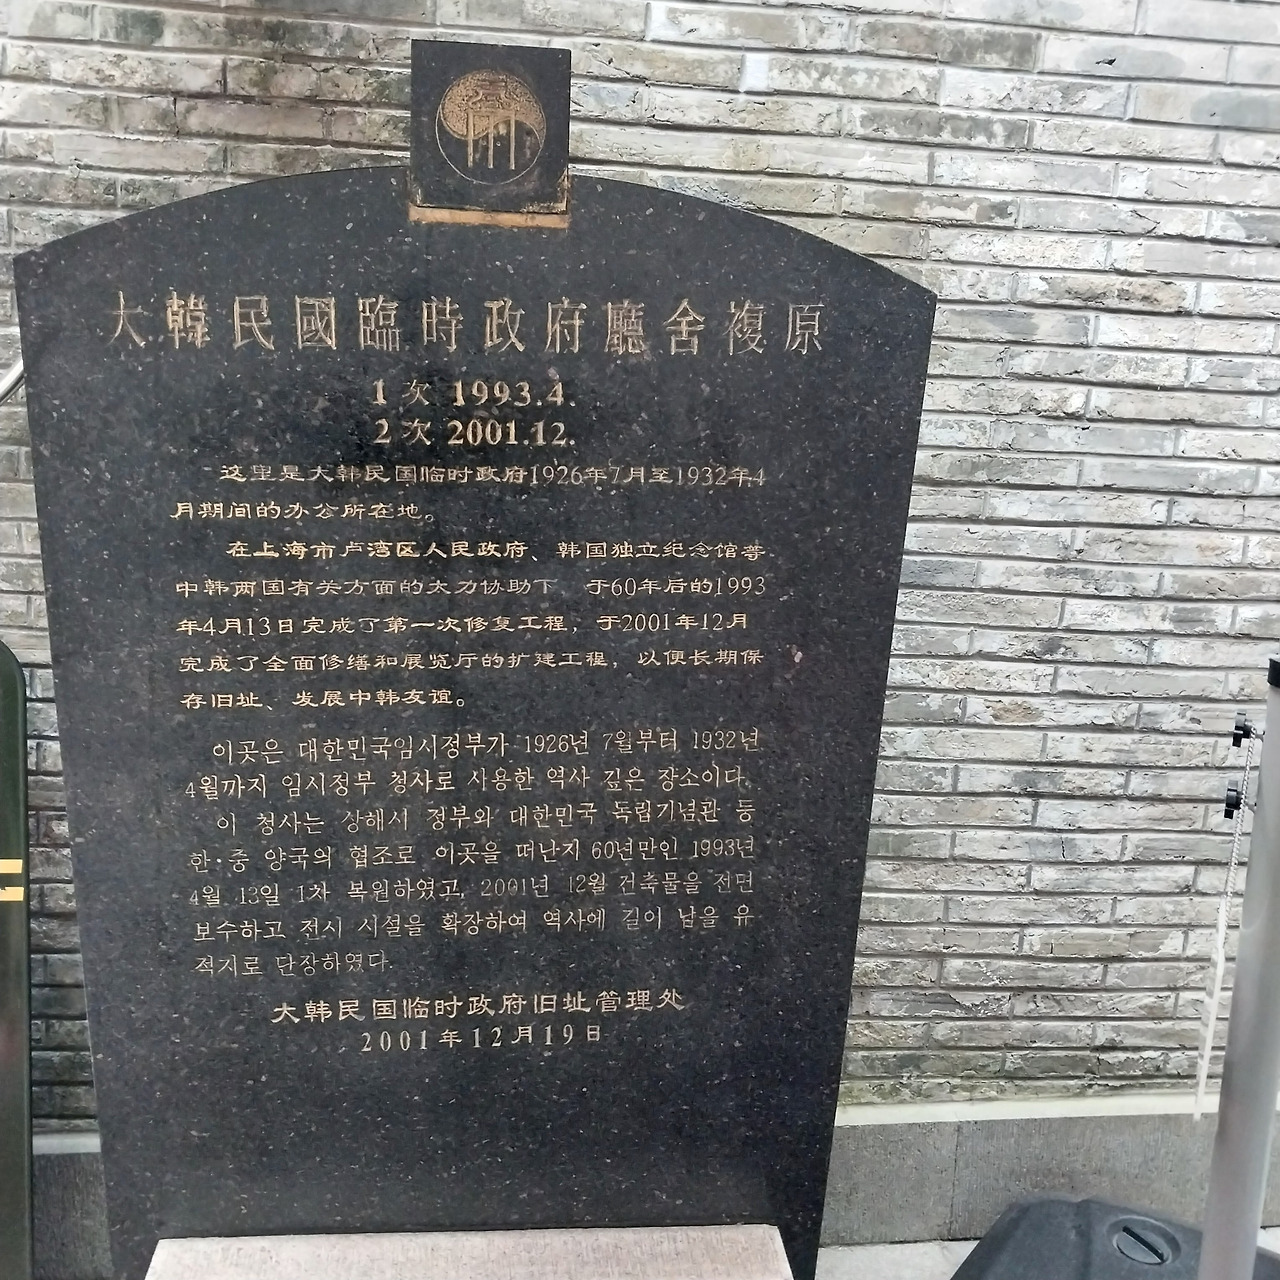 大韓民國臨時政府廳舍複原
1 次 1993.4.
2 次 2001.12.
这里是大韩民国临时政府1926年7月至1932年4
月期间的办公所在地。
在上海市卢湾区人民政府、韩国独立纪念馆等
中韩两国有关方面的大力协助下 于60年后的1993
年4月13日完成了第一次修复工程，于2001年12月
完成了全面修缮和展览厅的扩建工程，以便长期保
存旧址、发展中韩友谊。
이곳은 대한민국임시정부가 1926년 7월부터 1932년
4월까지 임시정부 청사로 사용한 역사 깊은 장소이다.
이 청사는 상해시 정부와 대한민국 독립기념관 등
한·중 양국의 협조로 이곳을 떠난지 60년만인 1993년
4월 13일 1차 복원하였고, 2001년 12월 건축물을 전면
보수하고 전시 시설을 확장하여 역사에 길이 남을 유
적지로 단장하였다.
大韩民国临时政府旧址管理处
2001年12月19日